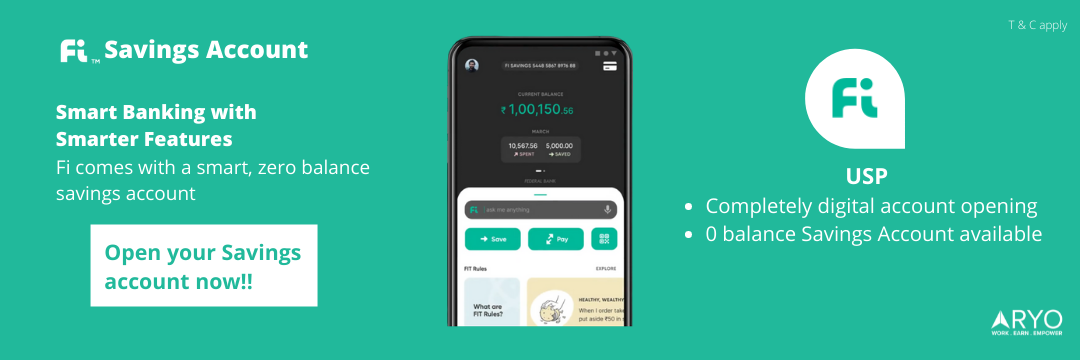 T & C apply
Fi™ Savings Account
Smart Banking with
Smarter Features
Fi comes with a smart, zero balance
savings account
Open your Savings
account now!!
FI SAVINGS 5448 5867 8976 88
CURRENT BALANCE
₹ 1,00,150.56
MARCH
10,567.56 5,000.00
SPENT SAVED
FEDERAL BANK
Fi ask me anything
Save Pay
FIT Rules EXPLORE
What are
FIT Rules?
HEALTHY, WEALTHY
When I order take
put aside ₹50 in
Fi
USP
• Completely digital account opening
• 0 balance Savings Account available
ARYO
WORK . EARN . EMPOWER